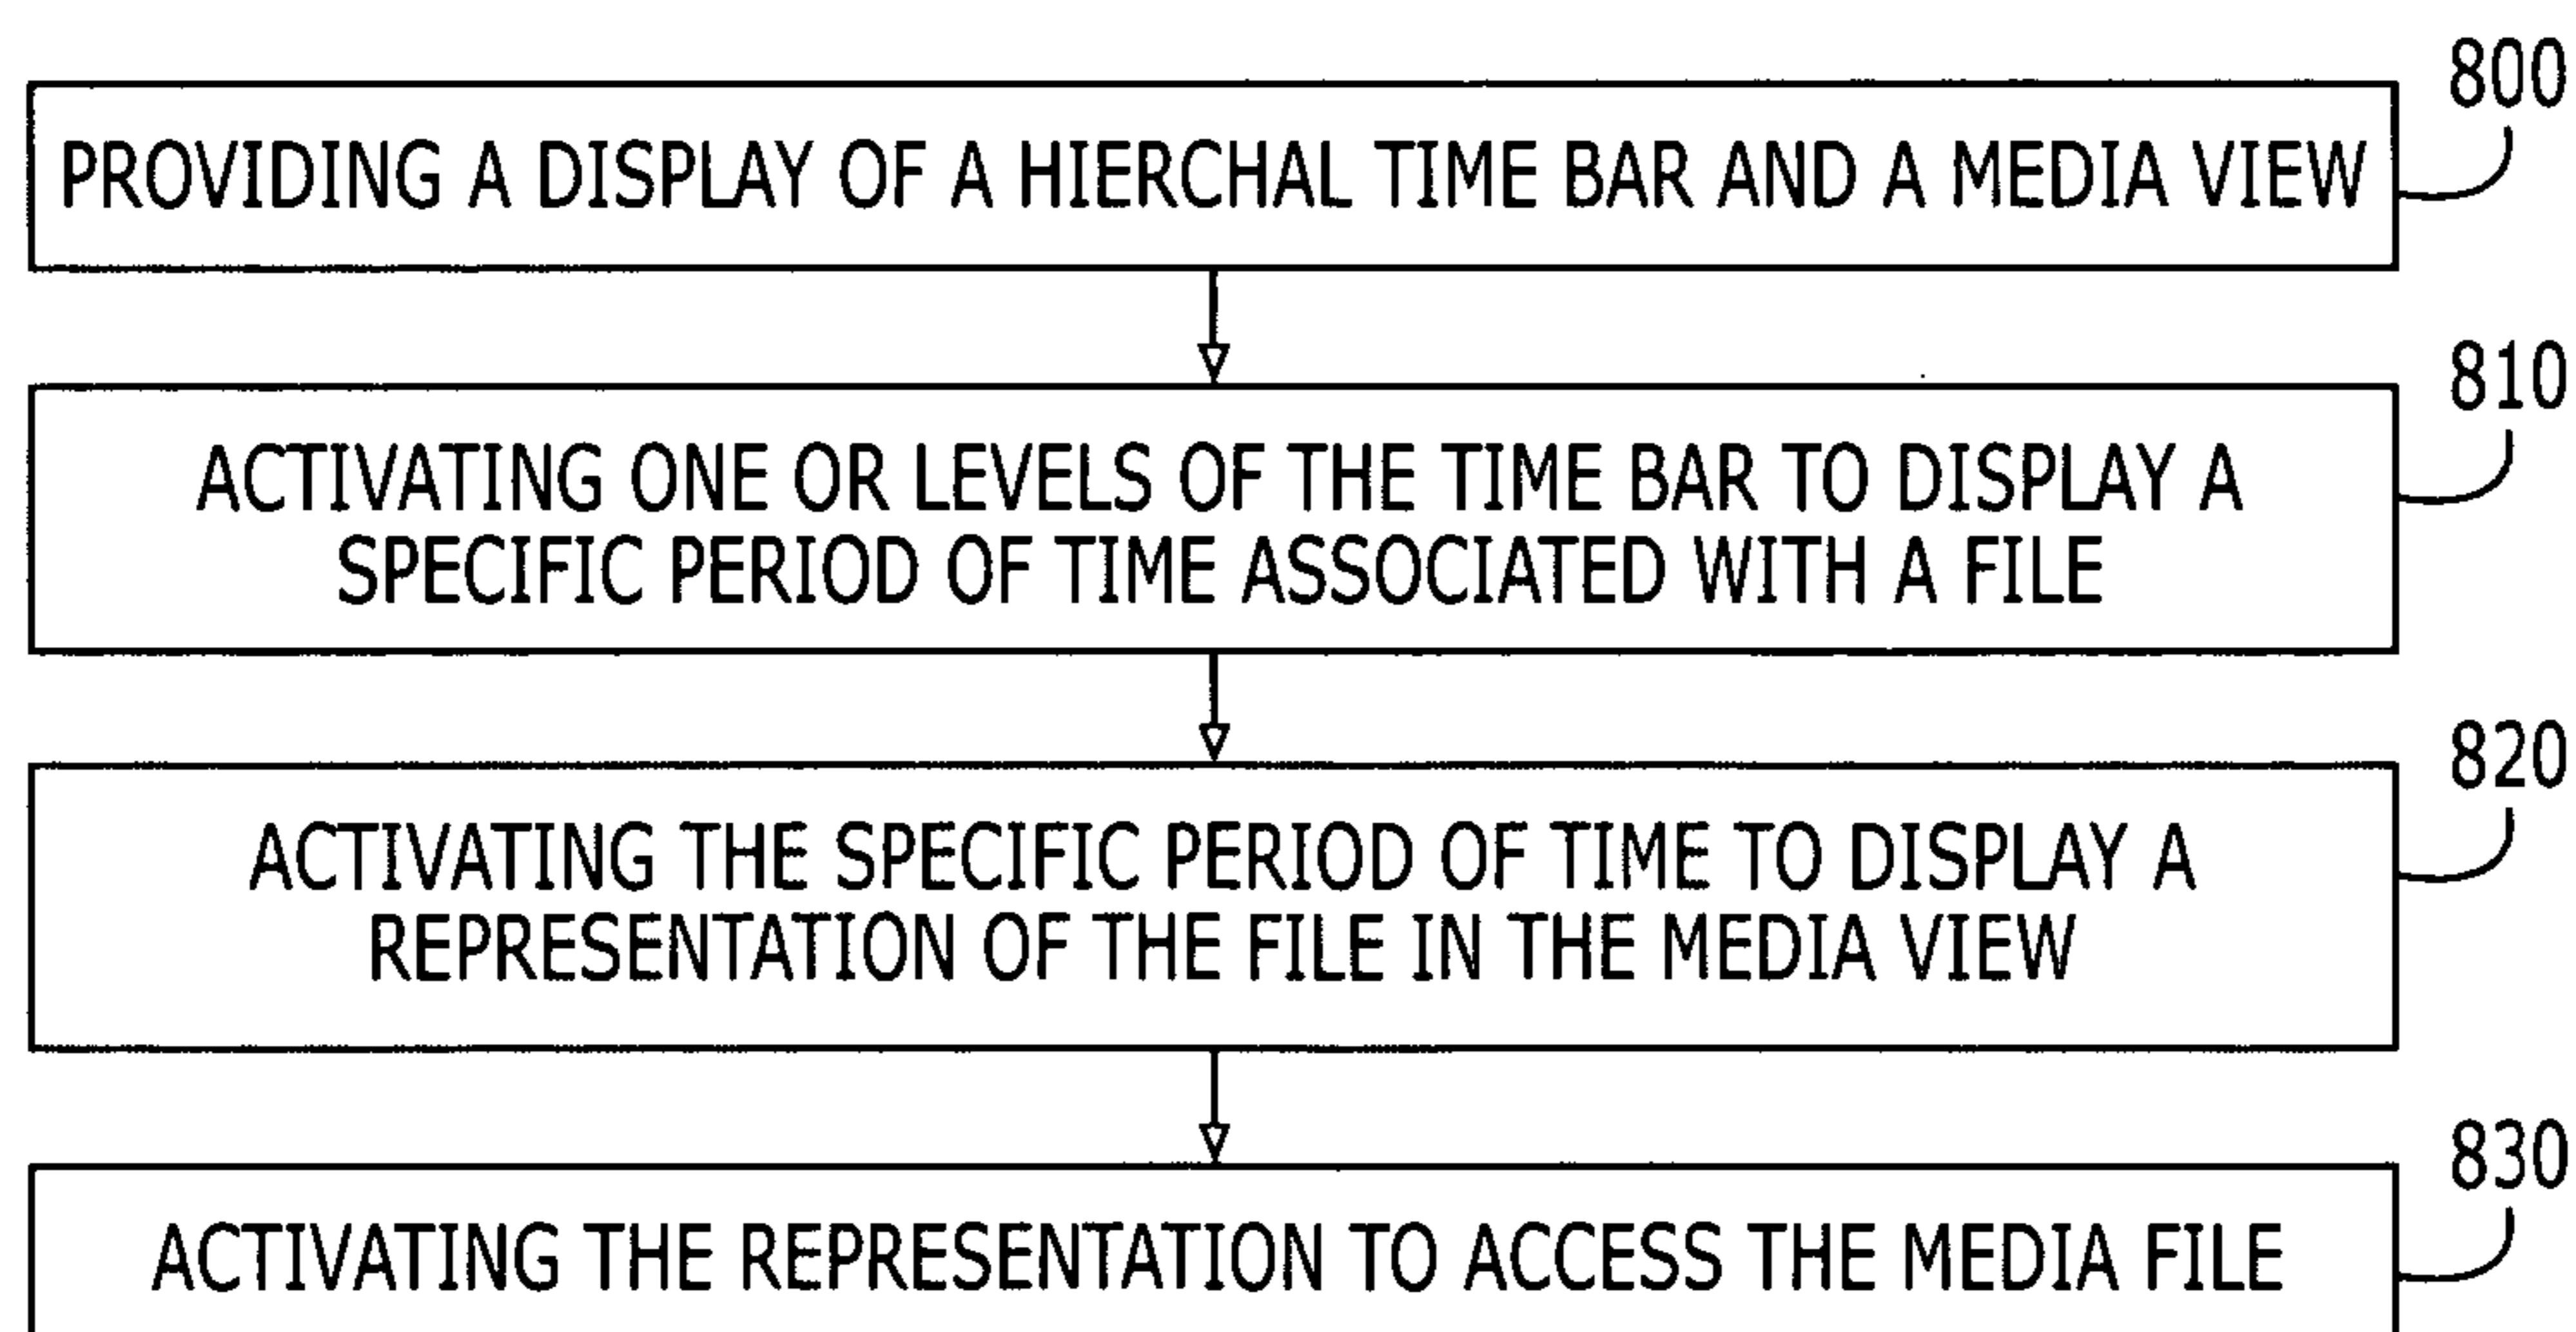 800
PROVIDING A DISPLAY OF A HIERCHAL TIME BAR AND A MEDIA VIEW
810
ACTIVATING ONE OR LEVELS OF THE TIME BAR TO DISPLAY A
SPECIFIC PERIOD OF TIME ASSOCIATED WITH A FILE
820
ACTIVATING THE SPECIFIC PERIOD OF TIME TO DISPLAY A
REPRESENTATION OF THE FILE IN THE MEDIA VIEW
830
ACTIVATING THE REPRESENTATION TO ACCESS THE MEDIA FILE